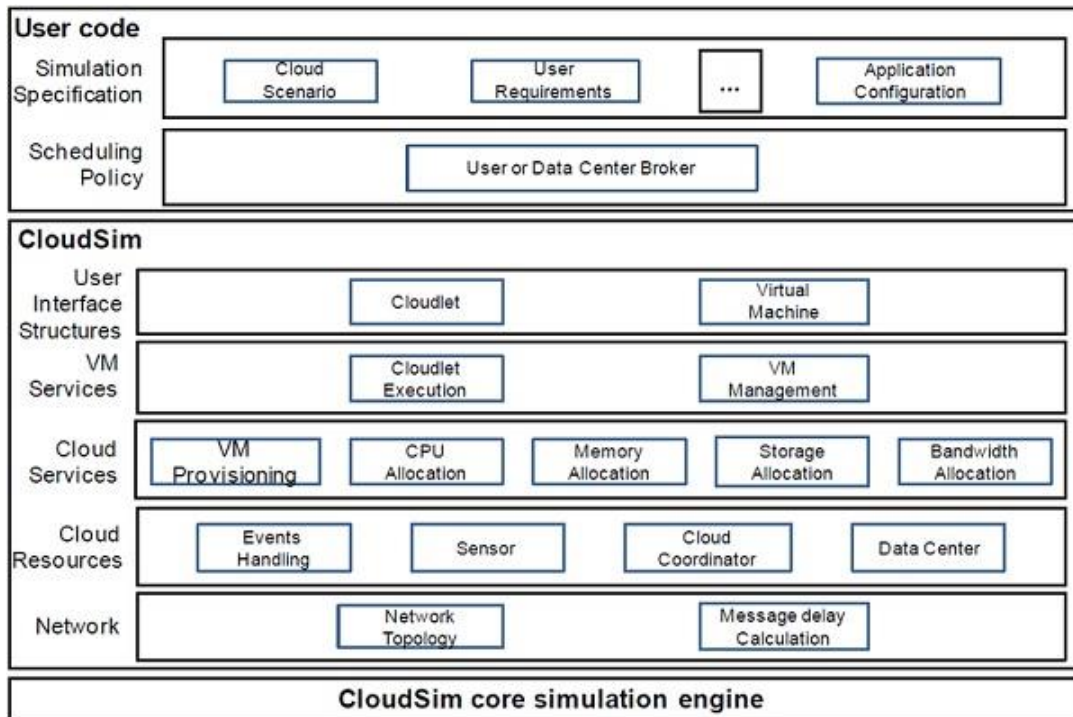 User code
Simulation
Specification
Cloud
Scenario
User
Requirements
...
Application
Configuration
Scheduling
Policy
User or Data Center Broker
CloudSim
User
Interface
Structures
Cloudlet
Virtual
Machine
VM
Services
Cloudlet
Execution
VM
Management
Cloud
Services
VM
Provisioning
CPU
Allocation
Memory
Allocation
Storage
Allocation
Bandwidth
Allocation
Cloud
Resources
Events
Handling
Sensor
Cloud
Coordinator
Data Center
Network
Network
Topology
Message delay
Calculation
CloudSim core simulation engine